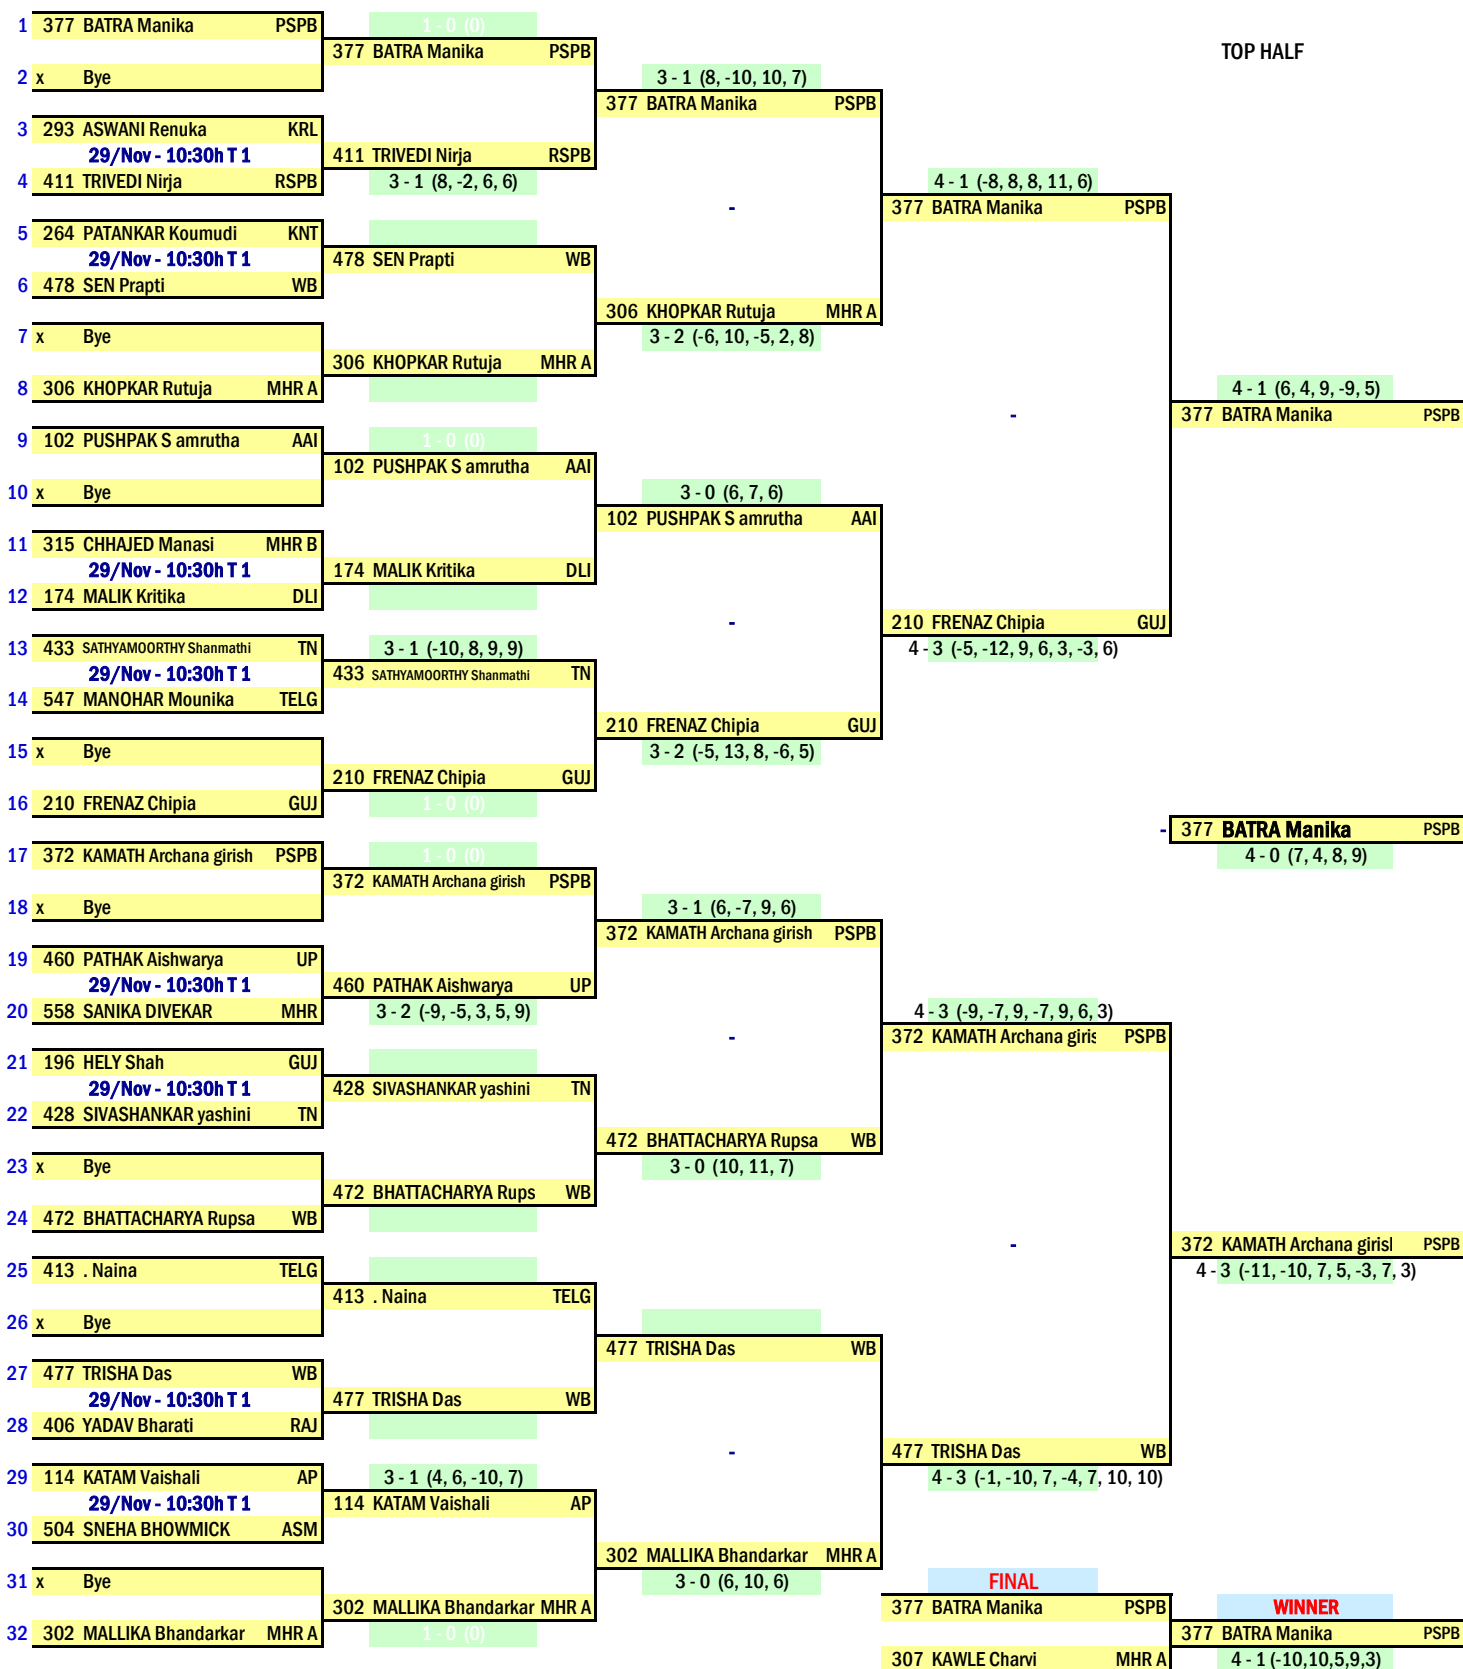 1 377 BATRA Manika PSPB 1 - 0 (0)
377 BATRA Manika PSPB TOP HALF
2 x Bye 3 - 1 (8, -10, 10, 7)
377 BATRA Manika PSPB
3 293 ASWANI Renuka KRL
29/Nov - 10:30h T 1 411 TRIVEDI Nirja RSPB
4 411 TRIVEDI Nirja RSPB 3 - 1 (8, -2, 6, 6) 4 - 1 (-8, 8, 8, 11, 6)
- 377 BATRA Manika PSPB
5 264 PATANKAR Koumudi KNT
29/Nov - 10:30h T 1 478 SEN Prapti WB
6 478 SEN Prapti WB
306 KHOPKAR Rutuja MHR A
7 x Bye 3 - 2 (-6, 10, -5, 2, 8)
306 KHOPKAR Rutuja MHR A
8 306 KHOPKAR Rutuja MHR A 4 - 1 (6, 4, 9, -9, 5)
- 377 BATRA Manika PSPB
9 102 PUSHPAK S amrutha AAI 1 - 0 (0)
102 PUSHPAK S amrutha AAI
10 x Bye 3 - 0 (6, 7, 6)
102 PUSHPAK S amrutha AAI
11 315 CHHAJED Manasi MHR B
29/Nov - 10:30h T 1 174 MALIK Kritika DLI
12 174 MALIK Kritika DLI
- 210 FRENAZ Chipia GUJ
13 433 SATHYAMOORTHY Shanmathi TN 3 - 1 (-10, 8, 9, 9) 4 - 3 (-5, -12, 9, 6, 3, -3, 6)
29/Nov - 10:30h T 1 433 SATHYAMOORTHY Shanmathi TN
14 547 MANOHAR Mounika TELG
210 FRENAZ Chipia GUJ
15 x Bye 3 - 2 (-5, 13, 8, -6, 5)
210 FRENAZ Chipia GUJ
16 210 FRENAZ Chipia GUJ 1 - 0 (0)
- 377 BATRA Manika PSPB
17 372 KAMATH Archana girish PSPB 1 - 0 (0) 4 - 0 (7, 4, 8, 9)
372 KAMATH Archana girish PSPB
18 x Bye 3 - 1 (6, -7, 9, 6)
372 KAMATH Archana girish PSPB
19 460 PATHAK Aishwarya UP
29/Nov - 10:30h T 1 460 PATHAK Aishwarya UP
20 558 SANIKA DIVEKAR MHR 3 - 2 (-9, -5, 3, 5, 9) 4 - 3 (-9, -7, 9, -7, 9, 6, 3)
- 372 KAMATH Archana giris PSPB
21 196 HELY Shah GUJ
29/Nov - 10:30h T 1 428 SIVASHANKAR yashini TN
22 428 SIVASHANKAR yashini TN
472 BHATTACHARYA Rupsa WB
23 x Bye 3 - 0 (10, 11, 7)
472 BHATTACHARYA Rups WB
24 472 BHATTACHARYA Rupsa WB
- 372 KAMATH Archana girisl PSPB
25 413 . Naina TELG 4 - 3 (-11, -10, 7, 5, -3, 7, 3)
413 . Naina TELG
26 x Bye
477 TRISHA Das WB
27 477 TRISHA Das WB
29/Nov - 10:30h T 1 477 TRISHA Das WB
28 406 YADAV Bharati RAJ
- 477 TRISHA Das WB
29 114 KATAM Vaishali AP 3 - 1 (4, 6, -10, 7) 4 - 3 (-1, -10, 7, -4, 7, 10, 10)
29/Nov - 10:30h T 1 114 KATAM Vaishali AP
30 504 SNEHA BHOWMICK ASM
302 MALLIKA Bhandarkar MHR A
31 x Bye 3 - 0 (6, 10, 6) FINAL
302 MALLIKA Bhandarkar MHR A 377 BATRA Manika PSPB WINNER
32 302 MALLIKA Bhandarkar MHR A 1 - 0 (0) 377 BATRA Manika PSPB
307 KAWLE Charvi MHR A 4 - 1 (-10,10,5,9,3)